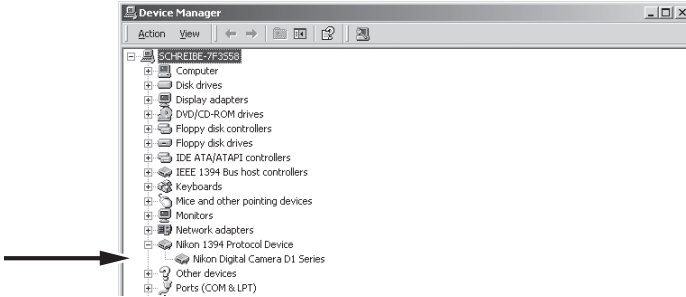 Device Manager
Action View
SCHREIBE-7F3558
Computer
Disk drives
Display adapters
DVD/CD-ROM drives
Floppy disk controllers
Floppy disk drives
IDE ATA/ATAPI controllers
IEEE 1394 Bus host controllers
Keyboards
Mice and other pointing devices
Monitors
Network adapters
Nikon 1394 Protocol Device
Nikon Digital Camera D1 Series
Other devices
Ports (COM & LPT)